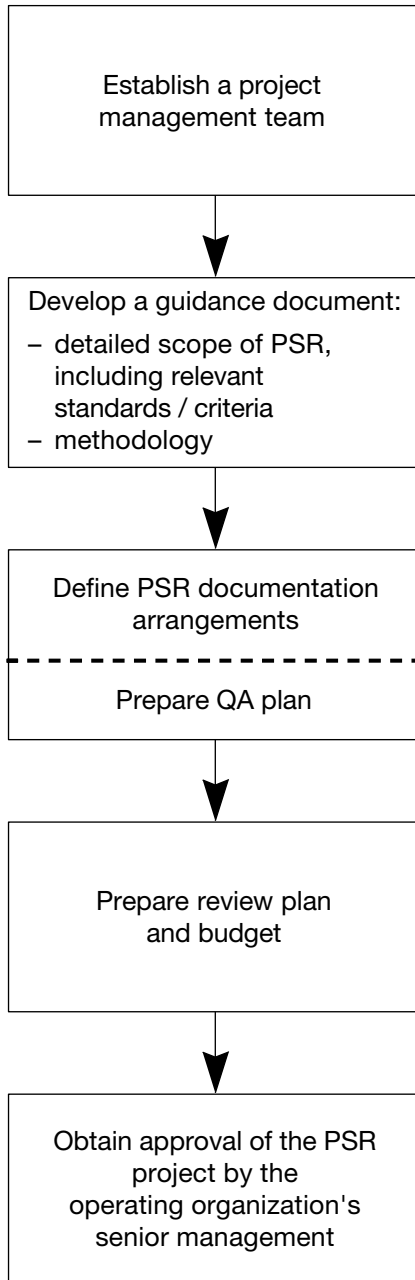 Establish a project
management team
Develop a guidance document:
– detailed scope of PSR,
including relevant
standards / criteria
– methodology
Define PSR documentation
arrangements
Prepare QA plan
Prepare review plan
and budget
Obtain approval of the PSR
project by the
operating organization's
senior management